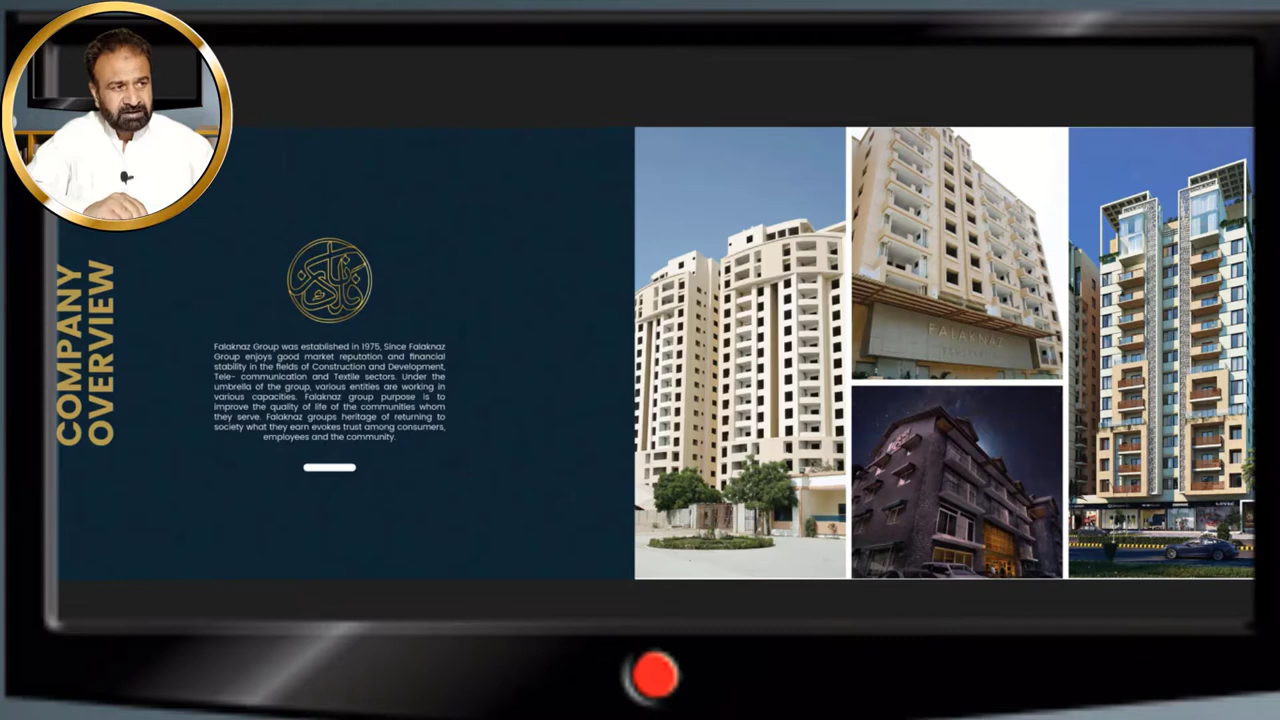 COMPANY
OVERVIEW
فلک ناز
Falaknaz Group was established in 1975, Since Falaknaz
Group enjoys good market reputation and financial
stability in the fields of Construction and Development,
Tele- communication and Textile sectors. Under the
umbrella of the group, various entities are working in
various capacities. Falaknaz group purpose is to
improve the quality of life of the communities whom
they serve. Falaknaz groups heritage of returning to
society what they earn evokes trust among consumers,
employees and the community.
FALAKNAZ